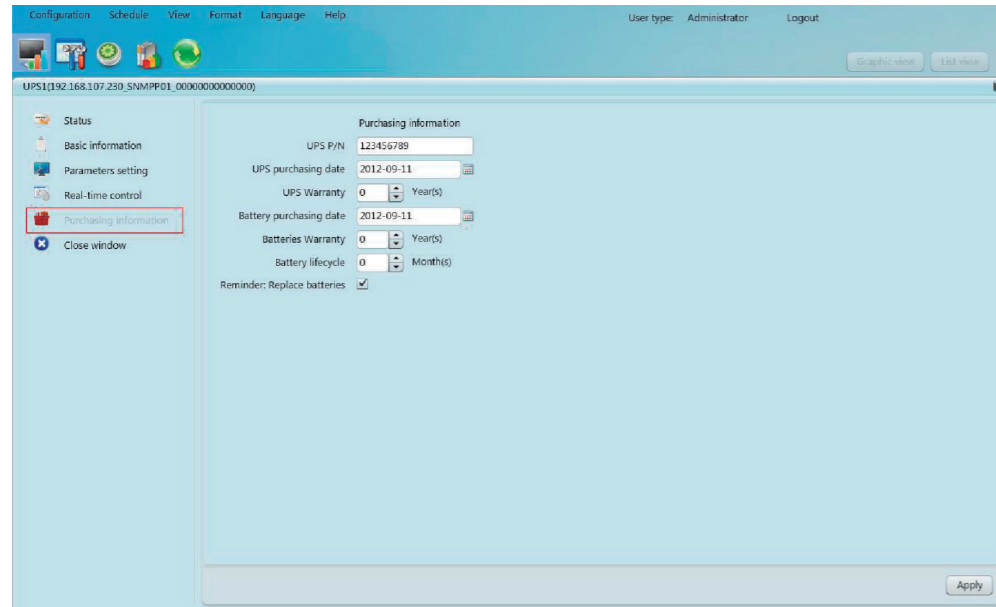 Configuration Schedule View Format Language Help User type: Administrator Logout
Graphic view List view
UPS1(192.168.107.230_SNMPP01_00000000000000)
Status
Basic information
Parameters setting
Real-time control
Purchasing information
Close window
Purchasing information
UPS P/N 123456789
UPS purchasing date 2012-09-11
UPS Warranty 0 Year(s)
Battery purchasing date 2012-09-11
Batteries Warranty 0 Year(s)
Battery lifecycle 0 Month(s)
Reminder: Replace batteries
Apply